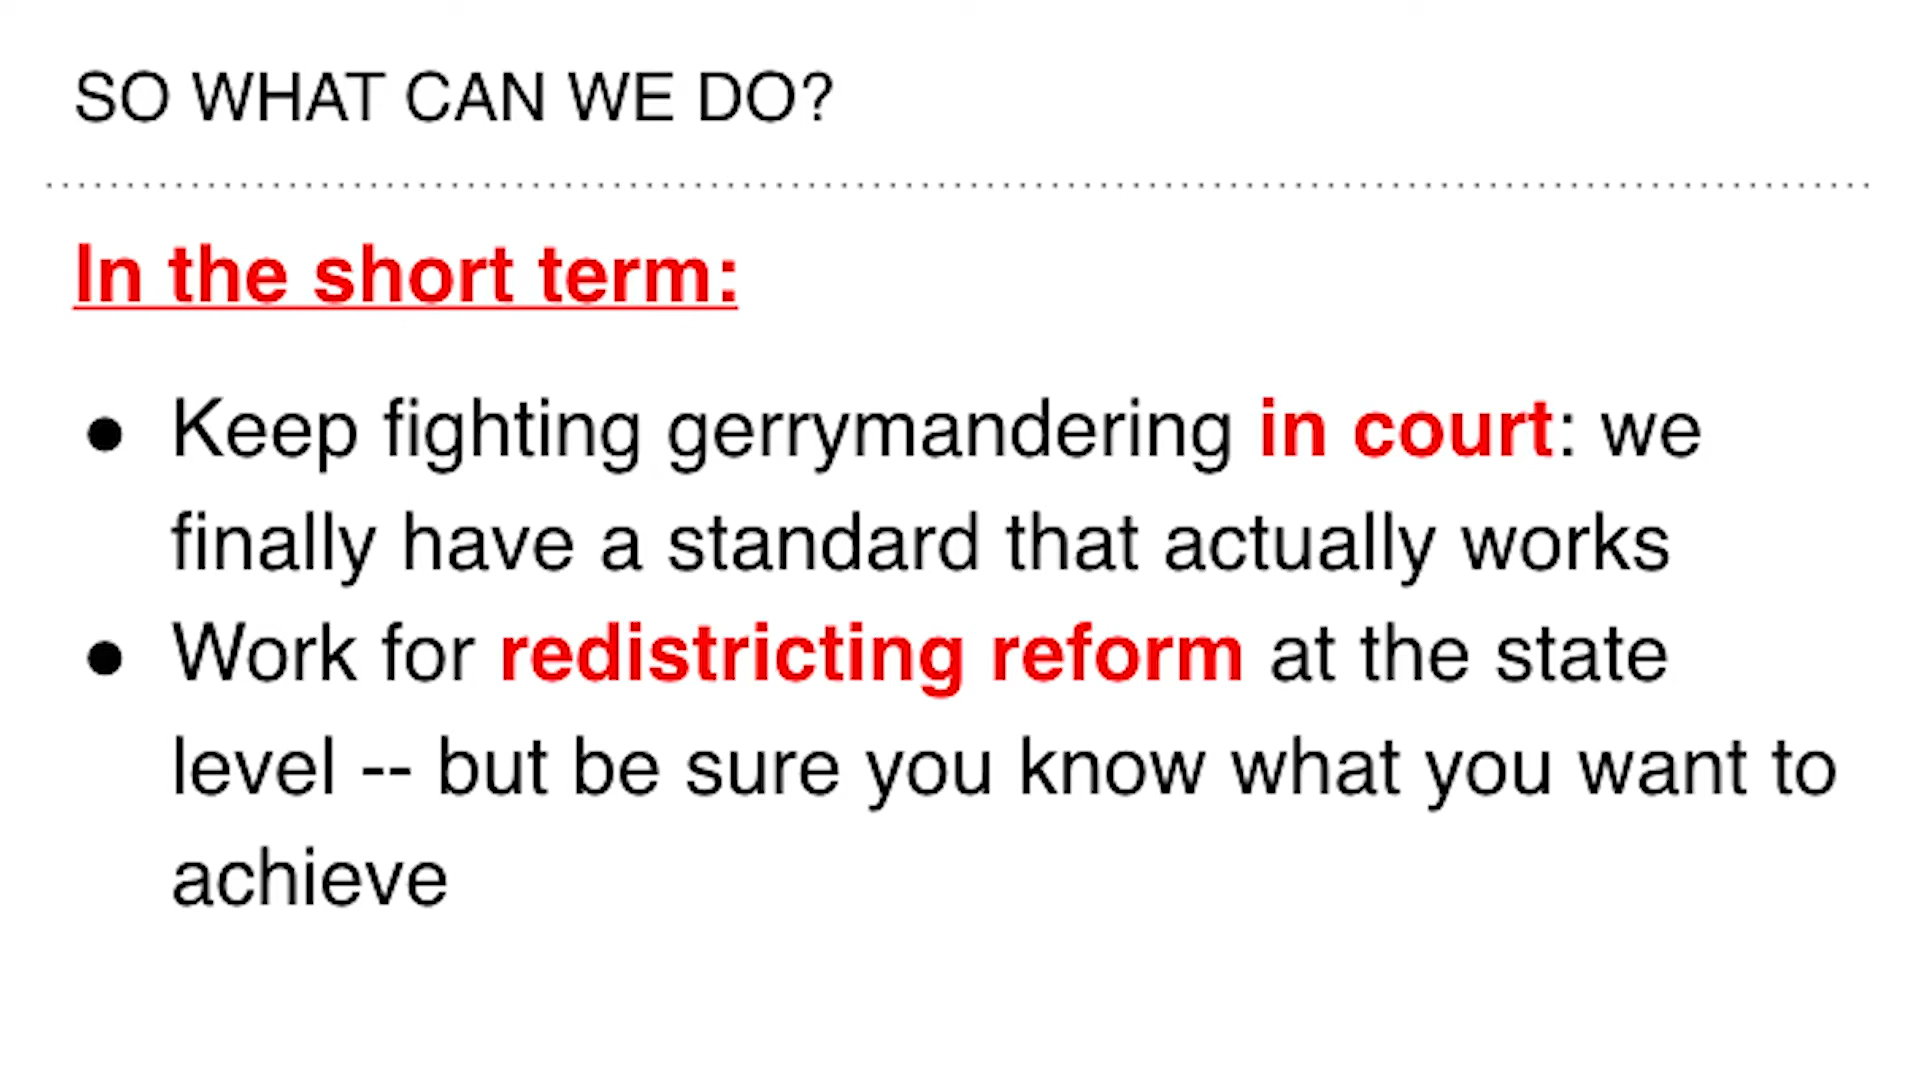 SO WHAT CAN WE DO?
In the short term:
● Keep fighting gerrymandering in court: we
finally have a standard that actually works
● Work for redistricting reform at the state
level -- but be sure you know what you want to
achieve